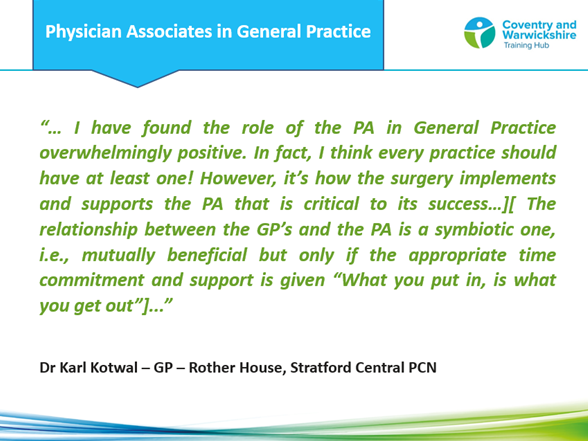 Physician Associates in General Practice
Coventry and
Warwickshire
Training Hub
“… I have found the role of the PA in General Practice
overwhelmingly positive. In fact, I think every practice should
have at least one! However, it’s how the surgery implements
and supports the PA that is critical to its success…][ The
relationship between the GP’s and the PA is a symbiotic one,
i.e., mutually beneficial but only if the appropriate time
commitment and support is given “What you put in, is what
you get out”]...”
Dr Karl Kotwal – GP – Rother House, Stratford Central PCN